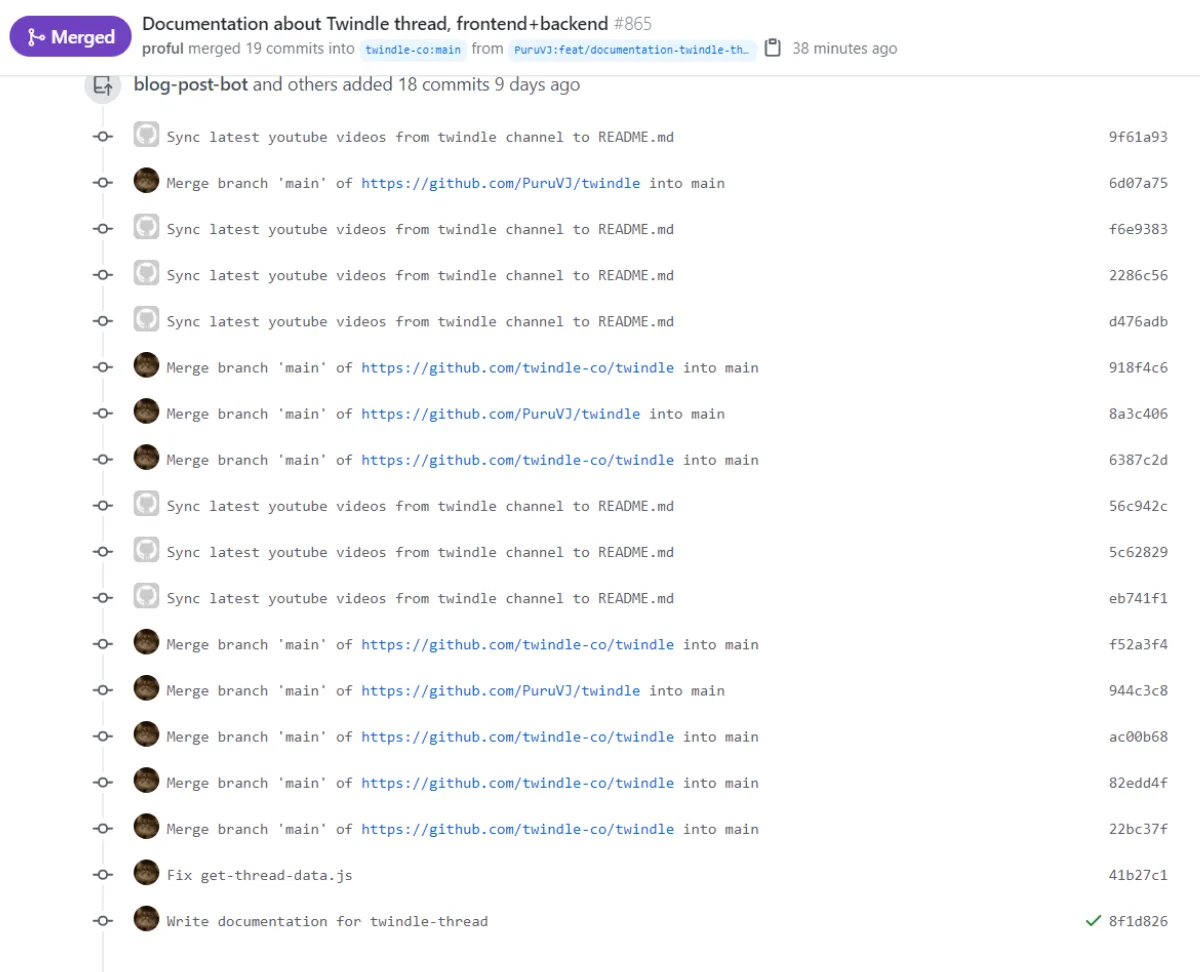 Merged
Documentation about Twindle thread, frontend+backend #865
proful merged 19 commits into twindle-co:main from PuruVJ:feat/documentation-twindle-th… 38 minutes ago
blog-post-bot and others added 18 commits 9 days ago
Sync latest youtube videos from twindle channel to README.md 9f61a93
Merge branch 'main' of https://github.com/PuruVJ/twindle into main 6d07a75
Sync latest youtube videos from twindle channel to README.md f6e9383
Sync latest youtube videos from twindle channel to README.md 2286c56
Sync latest youtube videos from twindle channel to README.md d476adb
Merge branch 'main' of https://github.com/twindle-co/twindle into main 918f4c6
Merge branch 'main' of https://github.com/PuruVJ/twindle into main 8a3c406
Merge branch 'main' of https://github.com/twindle-co/twindle into main 6387c2d
Sync latest youtube videos from twindle channel to README.md 56c942c
Sync latest youtube videos from twindle channel to README.md 5c62829
Sync latest youtube videos from twindle channel to README.md eb741f1
Merge branch 'main' of https://github.com/twindle-co/twindle into main f52a3f4
Merge branch 'main' of https://github.com/PuruVJ/twindle into main 944c3c8
Merge branch 'main' of https://github.com/twindle-co/twindle into main ac00b68
Merge branch 'main' of https://github.com/twindle-co/twindle into main 82edd4f
Merge branch 'main' of https://github.com/twindle-co/twindle into main 22bc37f
Fix get-thread-data.js 41b27c1
Write documentation for twindle-thread 8f1d826